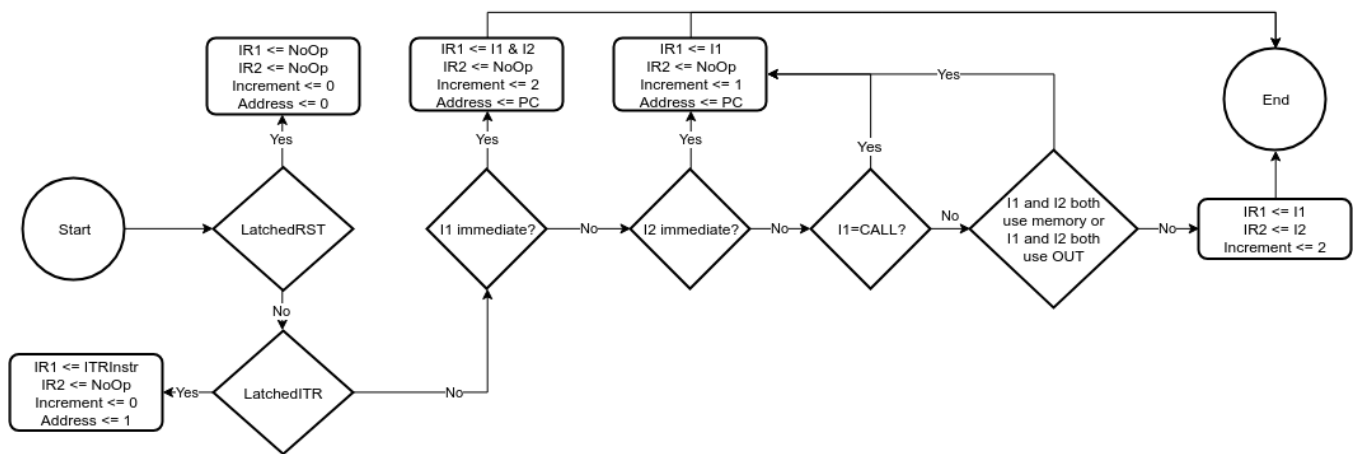 IR1 <= NoOp
IR2 <= NoOp
Increment <= 0
Address <= 0
Yes
Start
LatchedRST
No
IR1 <= ITRInstr
IR2 <= NoOp
Increment <= 0
Address <= 1
Yes
LatchedITR
No
IR1 <= I1 & I2
IR2 <= NoOp
Increment <= 2
Address <= PC
Yes
I1 immediate?
No
IR1 <= I1
IR2 <= NoOp
Increment <= 1
Address <= PC
Yes
I2 immediate?
No
Yes
I1=CALL?
No
Yes
I1 and I2 both
use memory or
I1 and I2 both
use OUT
No
IR1 <= I1
IR2 <= I2
Increment <= 2
End